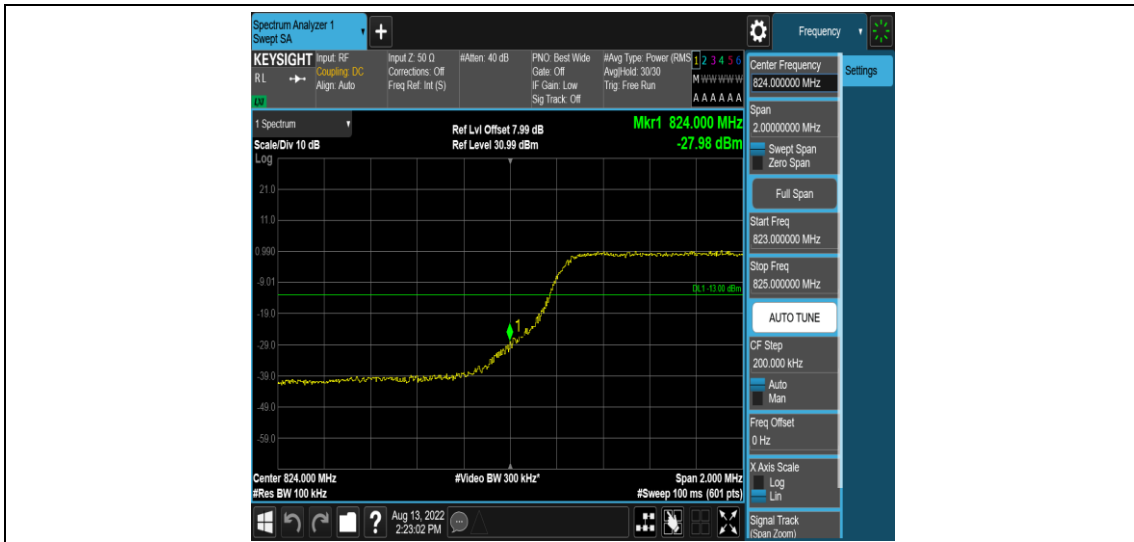 Spectrum Analyzer 1
Swept SA
Frequency
KEYSIGHT
RL
LM
Input: RF
Coupling: DC
Align: Auto
Input Z: 50 Ω
Corrections: Off
Freq Ref: Int (S)
#Atten: 40 dB
PNO: Best Wide
Gate: Off
IF Gain: Low
Sig Track: Off
#Avg Type: Power (RMS
Avg|Hold: 30/30
Trig: Free Run
1 2 3 4 5 6
M W W W W W
A A A A A A
Settings
1 Spectrum
Scale/Div 10 dB
Log
Ref Lvl Offset 7.99 dB
Ref Level 30.99 dBm
Mkr1 824.000 MHz
-27.98 dBm
21.0
11.0
0.990
-9.01
-19.0
-29.0
-39.0
-49.0
-59.0
DL1 -13.00 dBm
1
Center 824.000 MHz
#Res BW 100 kHz
#Video BW 300 kHz*
Span 2.000 MHz
#Sweep 100 ms (601 pts)
Center Frequency
824.000000 MHz
Span
2.00000000 MHz
Swept Span
Zero Span
Full Span
Start Freq
823.000000 MHz
Stop Freq
825.000000 MHz
AUTO TUNE
CF Step
200.000 kHz
Auto
Man
Freq Offset
0 Hz
X Axis Scale
Log
Lin
Signal Track
(Span Zoom)
?
Aug 13, 2022
2:23:02 PM